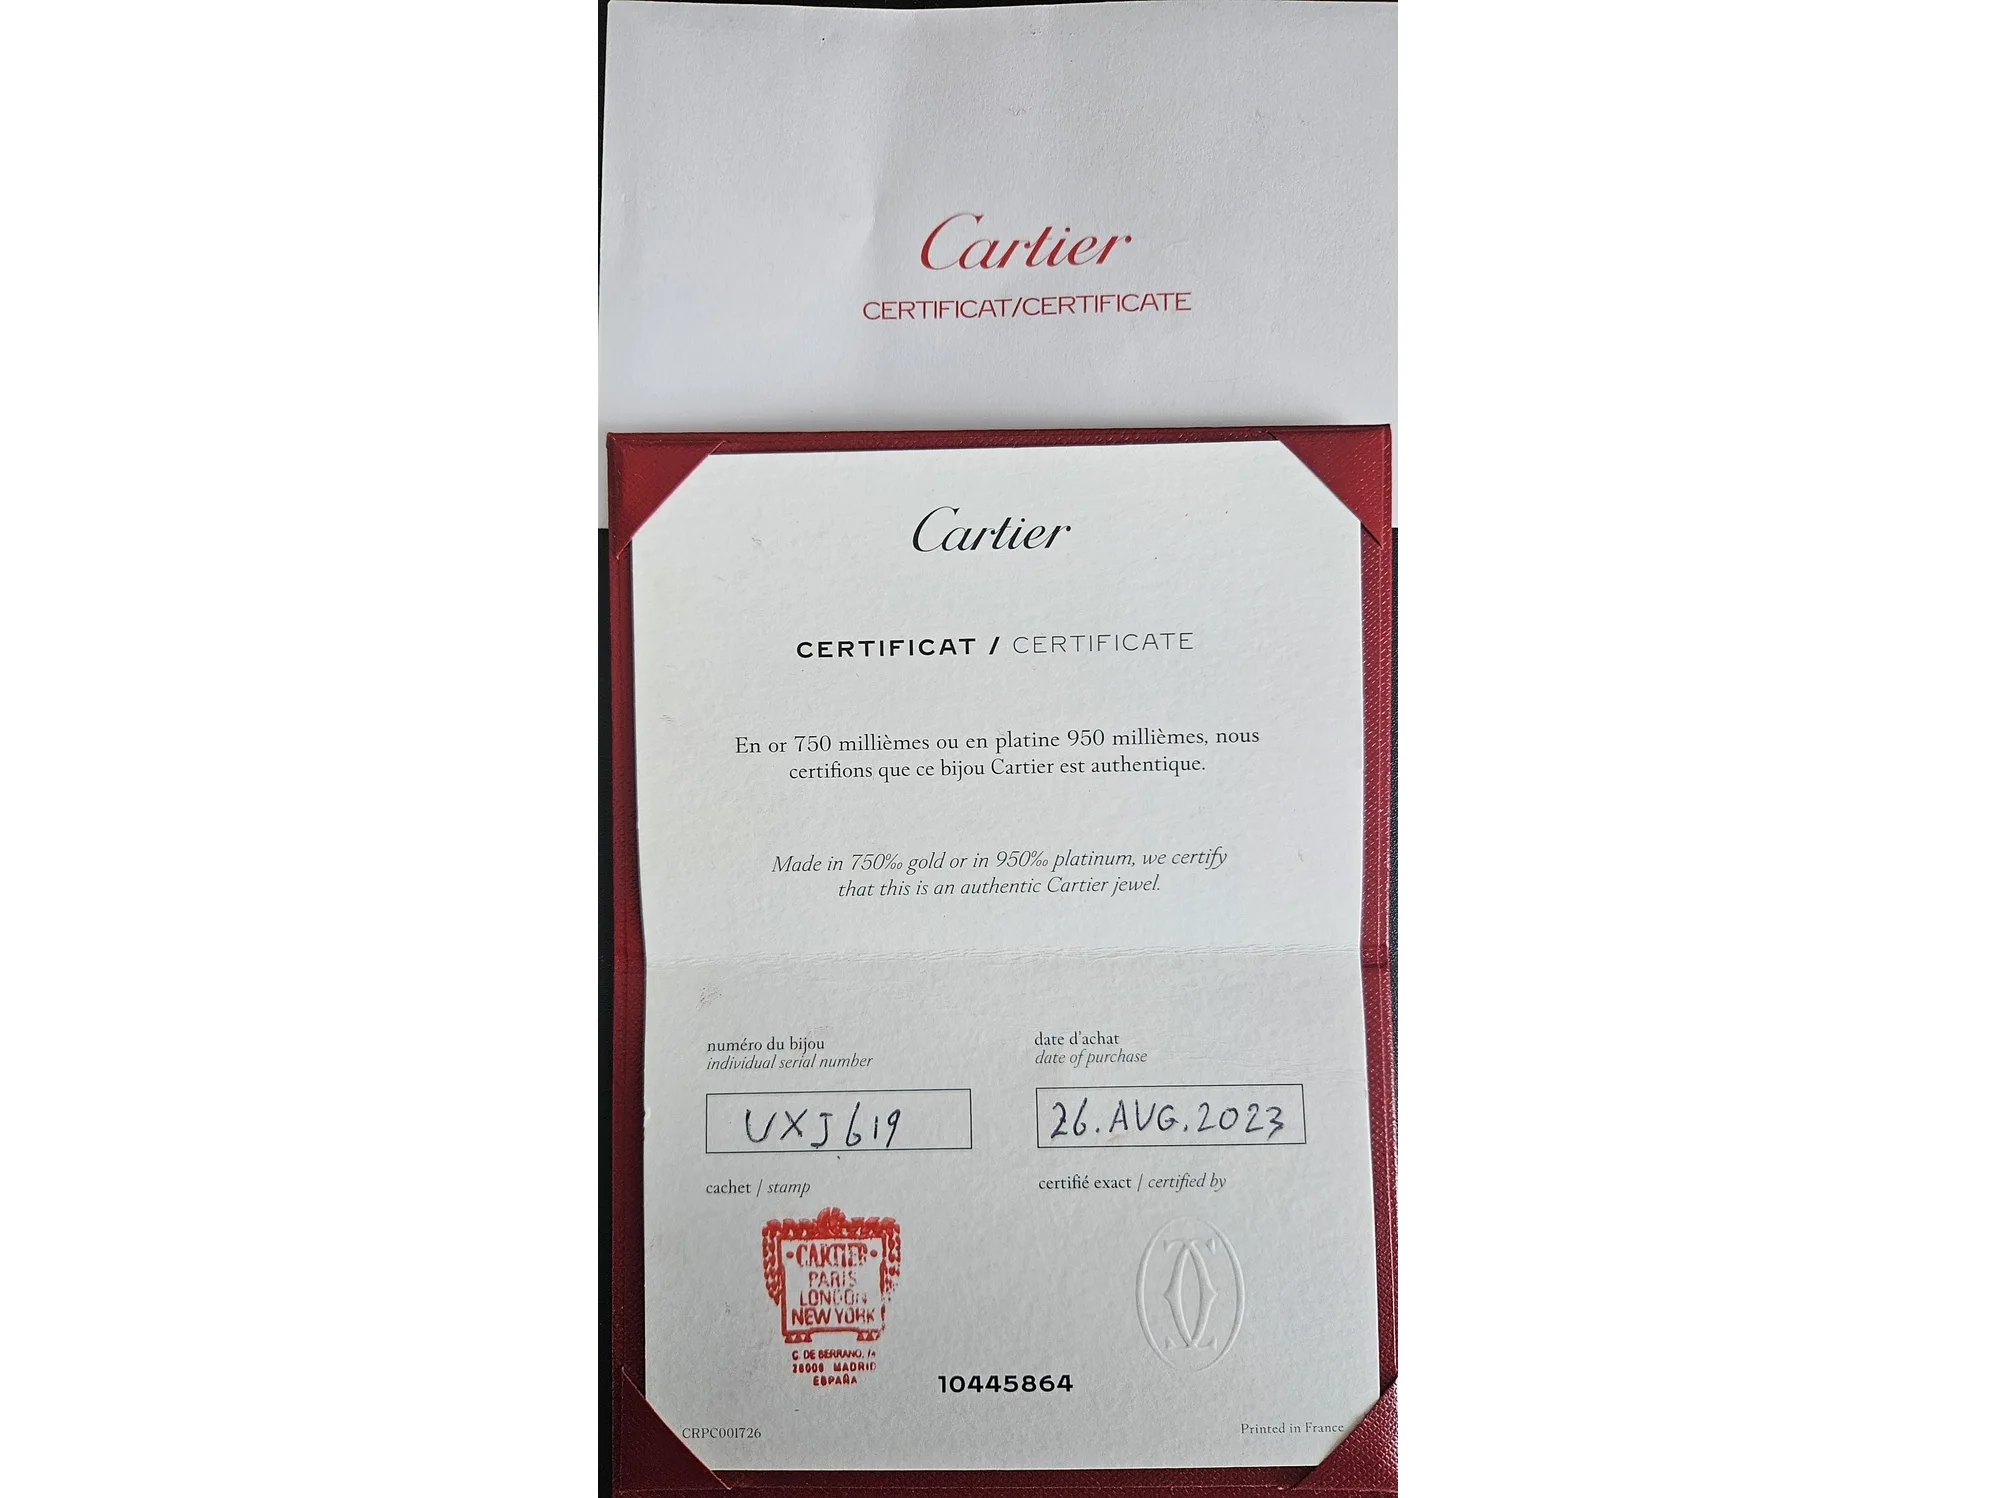 Cartier
CERTIFICAT/CERTIFICATE
Cartier
CERTIFICAT / CERTIFICATE
En or 750 millièmes ou en platine 950 millièmes, nous
certifions que ce bijou Cartier est authentique.
Made in 750‰ gold or in 950‰ platinum, we certify
that this is an authentic Cartier jewel.
numéro du bijou
individual serial number
date d'achat
date of purchase
UXJ619
26.AUG.2023
cachet / stamp
certifié exact / certified by
CARTIER
PARIS
LONDON
NEW YORK
C. DE
MADRID
ESPAÑA
10445864
CRPC001726
Printed in France